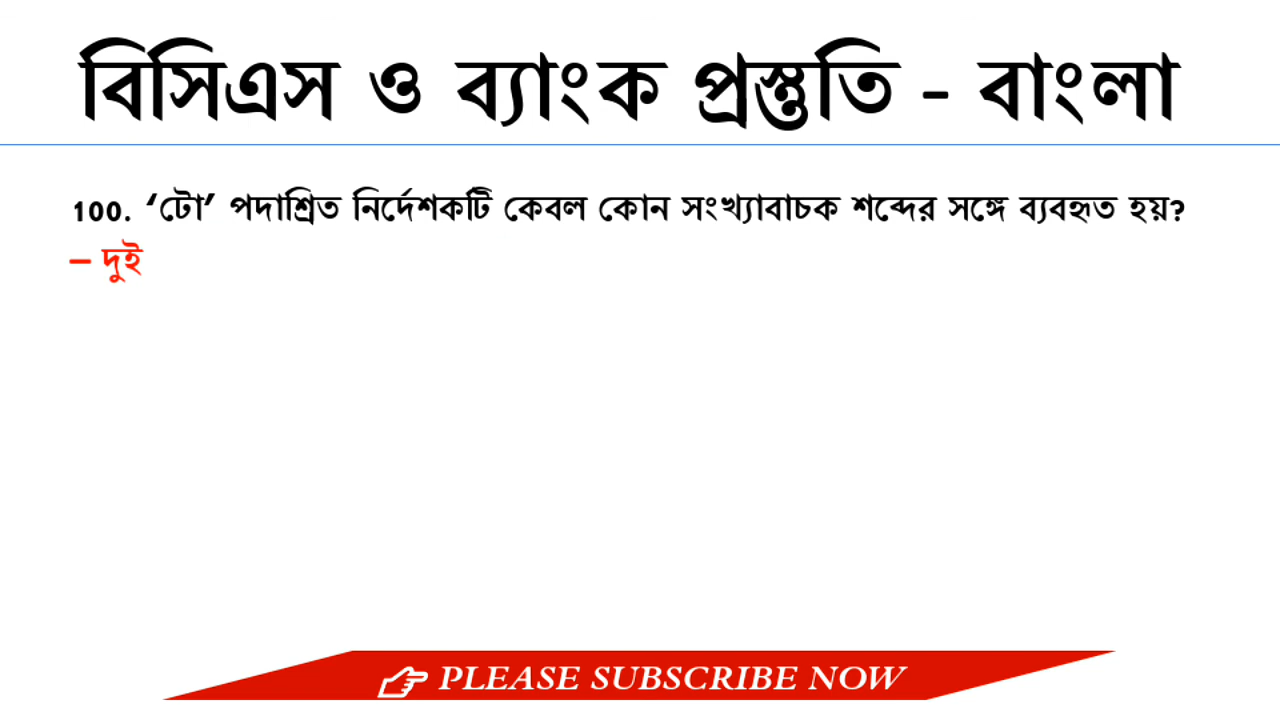 বিসিএস ও ব্যাংক প্রস্তুতি - বাংলা
100. ‘টো’ পদাশ্রিত নির্দেশকটি কেবল কোন সংখ্যাবাচক শব্দের সঙ্গে ব্যবহৃত হয়?
– দুই
PLEASE SUBSCRIBE NOW